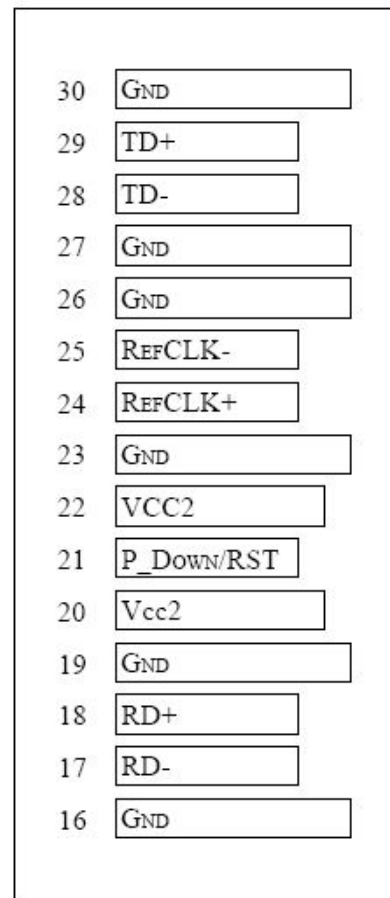 30 GND
29 TD+
28 TD-
27 GND
26 GND
25 REFCLK-
24 REFCLK+
23 GND
22 VCC2
21 P_DOWN/RST
20 Vcc2
19 GND
18 RD+
17 RD-
16 GND